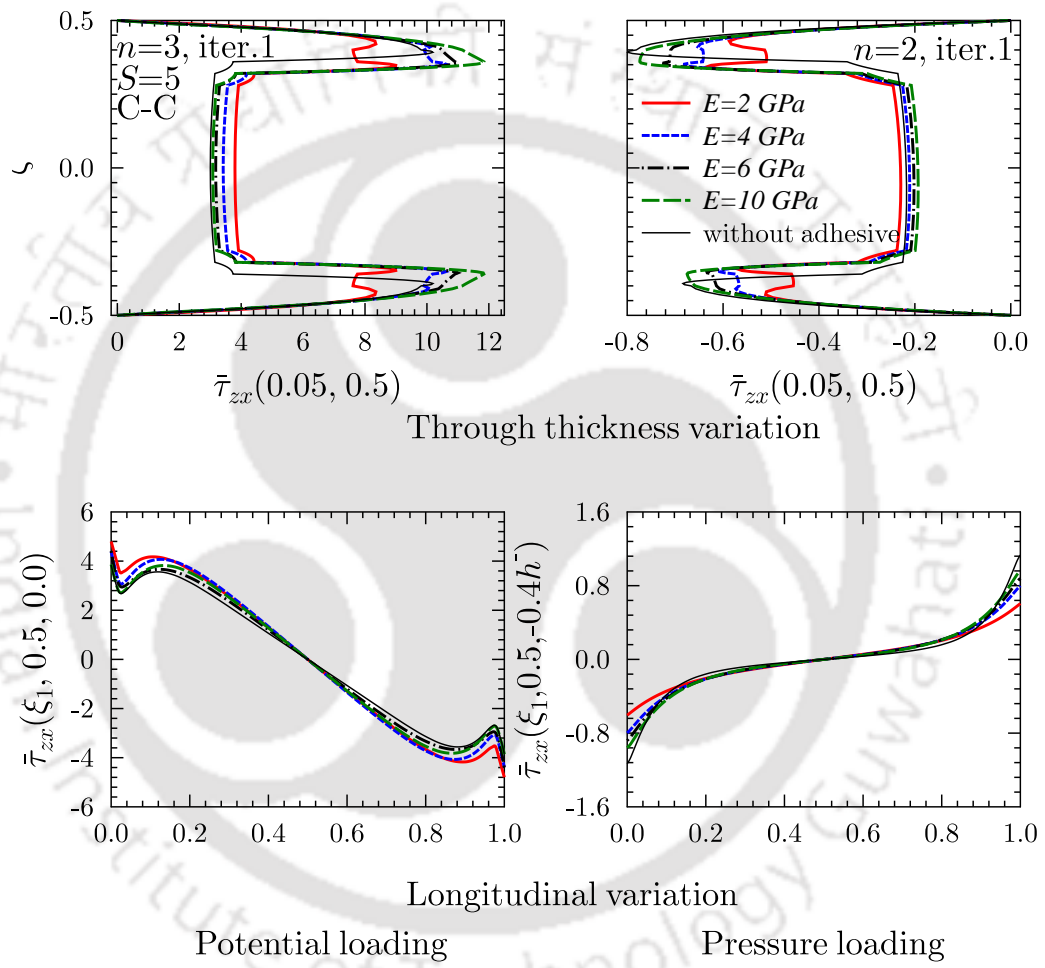 n=3, iter.1
S=5
C-C
n=2, iter.1
E=2 GPa
E=4 GPa
E=6 GPa
E=10 GPa
without adhesive
ς
0.5
0.0
-0.5
0 2 4 6 8 10 12
-0.8 -0.6 -0.4 -0.2 0.0
τ̄zx(0.05, 0.5)
τ̄zx(0.05, 0.5)
Through thickness variation
τ̄zx(ξ1, 0.5, 0.0)
6
4
2
0
-2
-4
-6
0.0 0.2 0.4 0.6 0.8 1.0
τ̄zx(ξ1,0.5,-0.4h⁻)
1.6
0.8
0.0
-0.8
-1.6
0.0 0.2 0.4 0.6 0.8 1.0
Longitudinal variation
Potential loading
Pressure loading